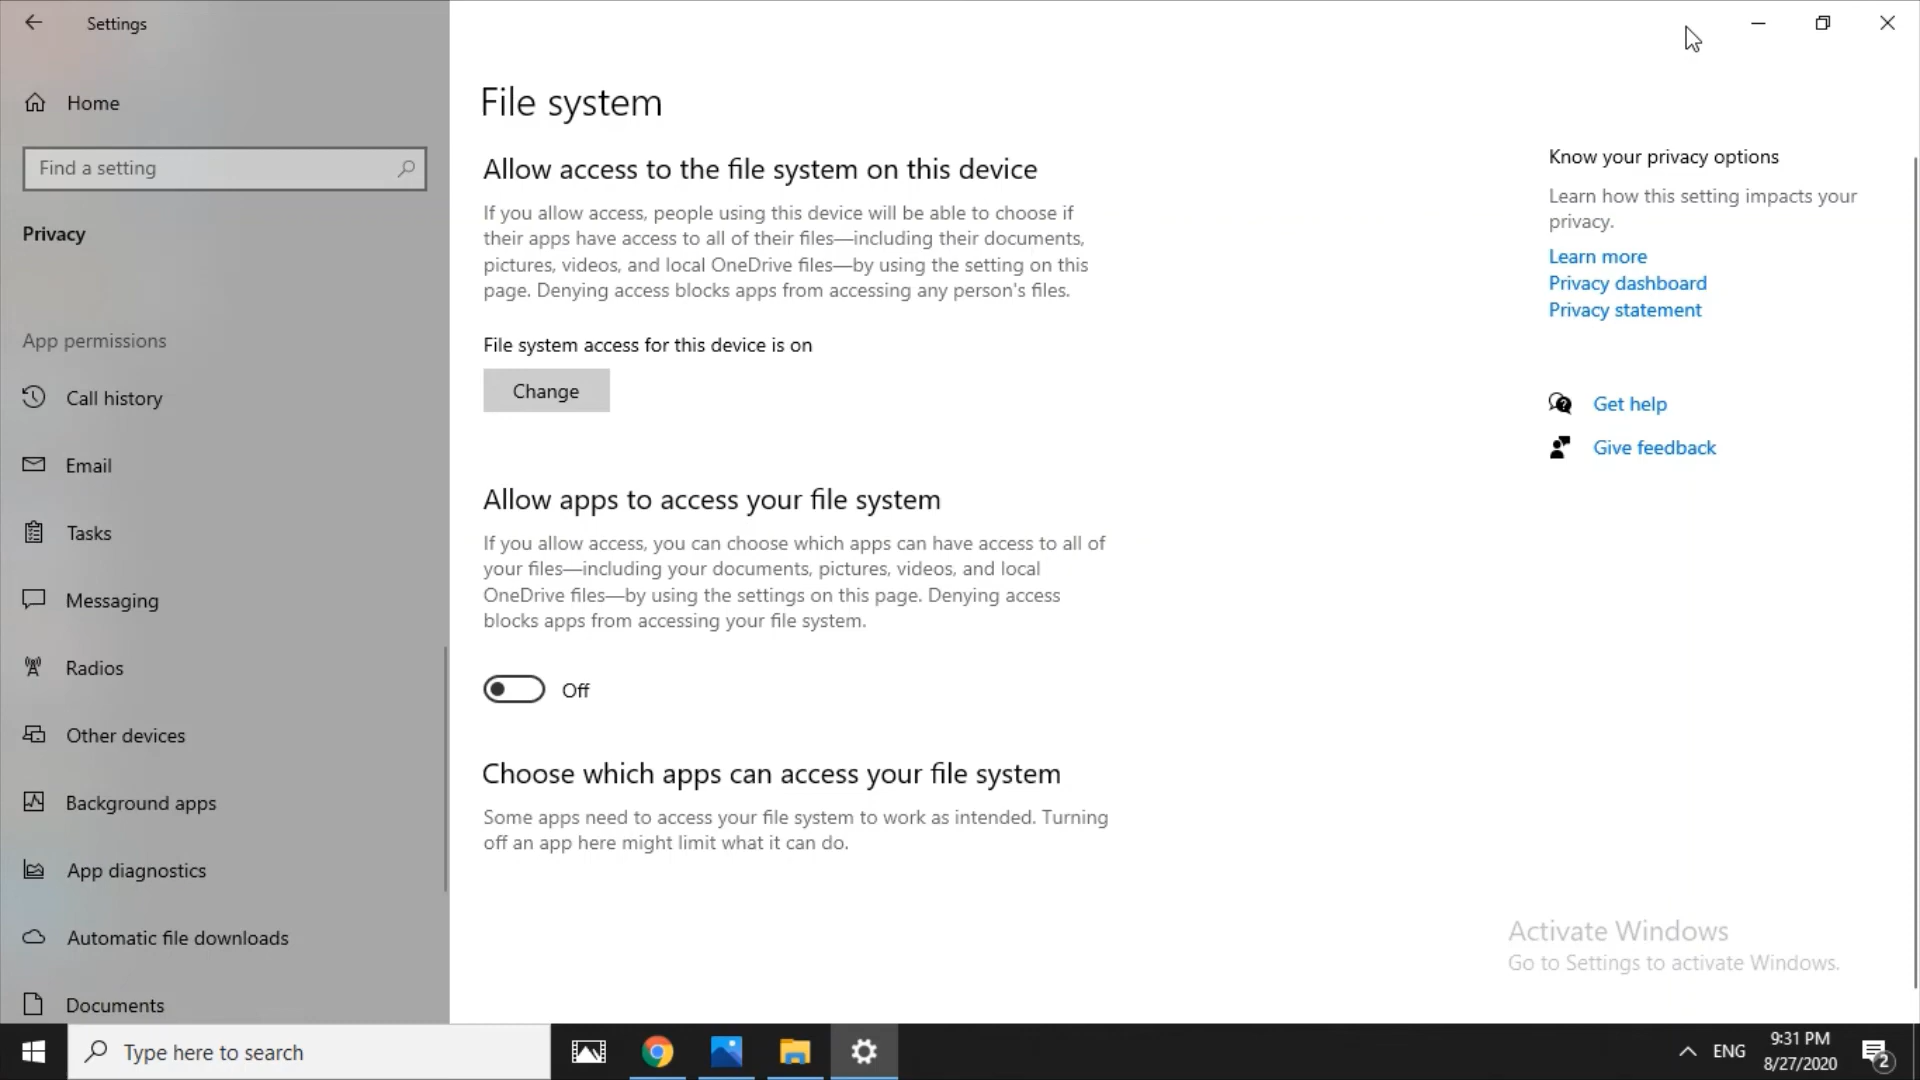 Settings
Home
Find a setting
Privacy
App permissions
Call history
Email
Tasks
Messaging
Radios
Other devices
Background apps
App diagnostics
Automatic file downloads
Documents
File system
Allow access to the file system on this device
If you allow access, people using this device will be able to choose if
their apps have access to all of their files—including their documents,
pictures, videos, and local OneDrive files—by using the setting on this
page. Denying access blocks apps from accessing any person's files.
File system access for this device is on
Change
Allow apps to access your file system
If you allow access, you can choose which apps can have access to all of
your files—including your documents, pictures, videos, and local
OneDrive files—by using the settings on this page. Denying access
blocks apps from accessing your file system.
Off
Choose which apps can access your file system
Some apps need to access your file system to work as intended. Turning
off an app here might limit what it can do.
Know your privacy options
Learn how this setting impacts your
privacy.
Learn more
Privacy dashboard
Privacy statement
Get help
Give feedback
Activate Windows
Go to Settings to activate Windows.
Type here to search
ENG
9:31 PM
8/27/2020
2